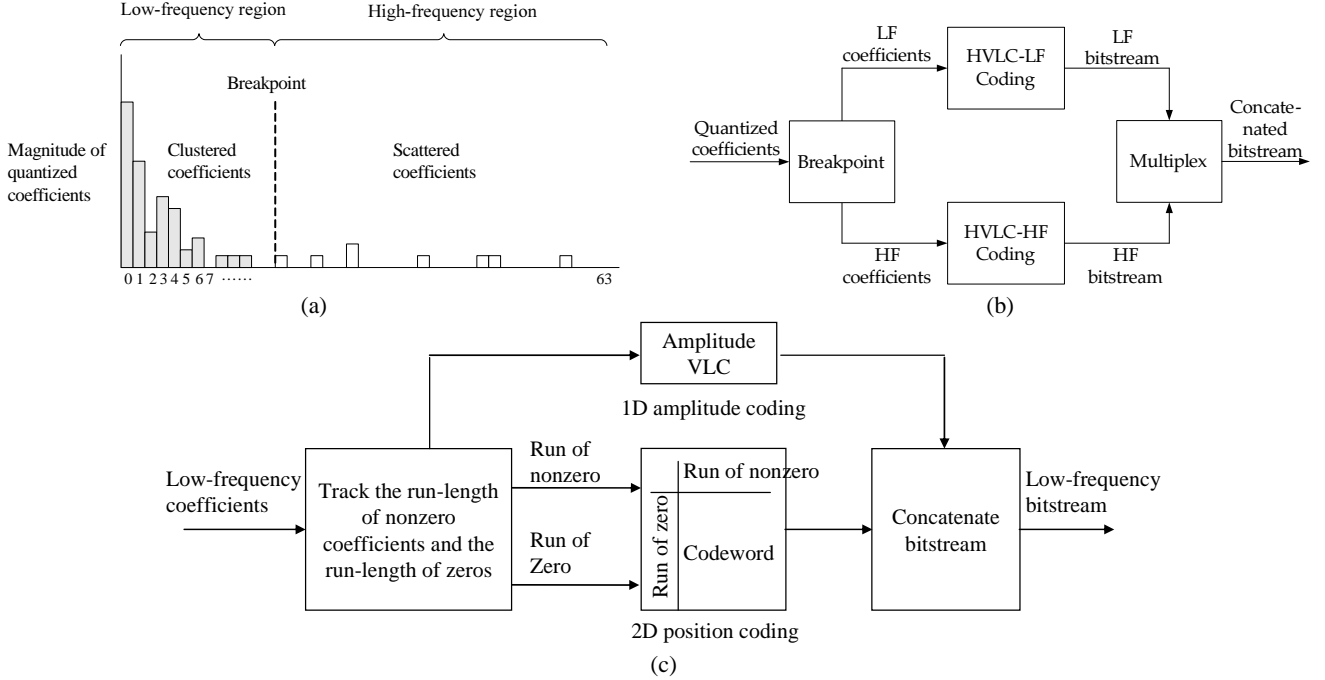 Low-frequency region
High-frequency region
Breakpoint
Magnitude of
quantized
coefficients
Clustered
coefficients
Scattered
coefficients
0 1 2 3 4 5 6 7 ...... 63
(a)
LF
coefficients
HVLC-LF
Coding
LF
bitstream
Quantized
coefficients
Breakpoint
Multiplex
Concate-
nated
bitstream
HF
coefficients
HVLC-HF
Coding
HF
bitstream
(b)
Amplitude
VLC
1D amplitude coding
Low-frequency
coefficients
Track the run-length
of nonzero
coefficients and the
run-length of zeros
Run of
nonzero
Run of
Zero
Run of nonzero
Run of zero
Codeword
2D position coding
Concatenate
bitstream
Low-frequency
bitstream
(c)